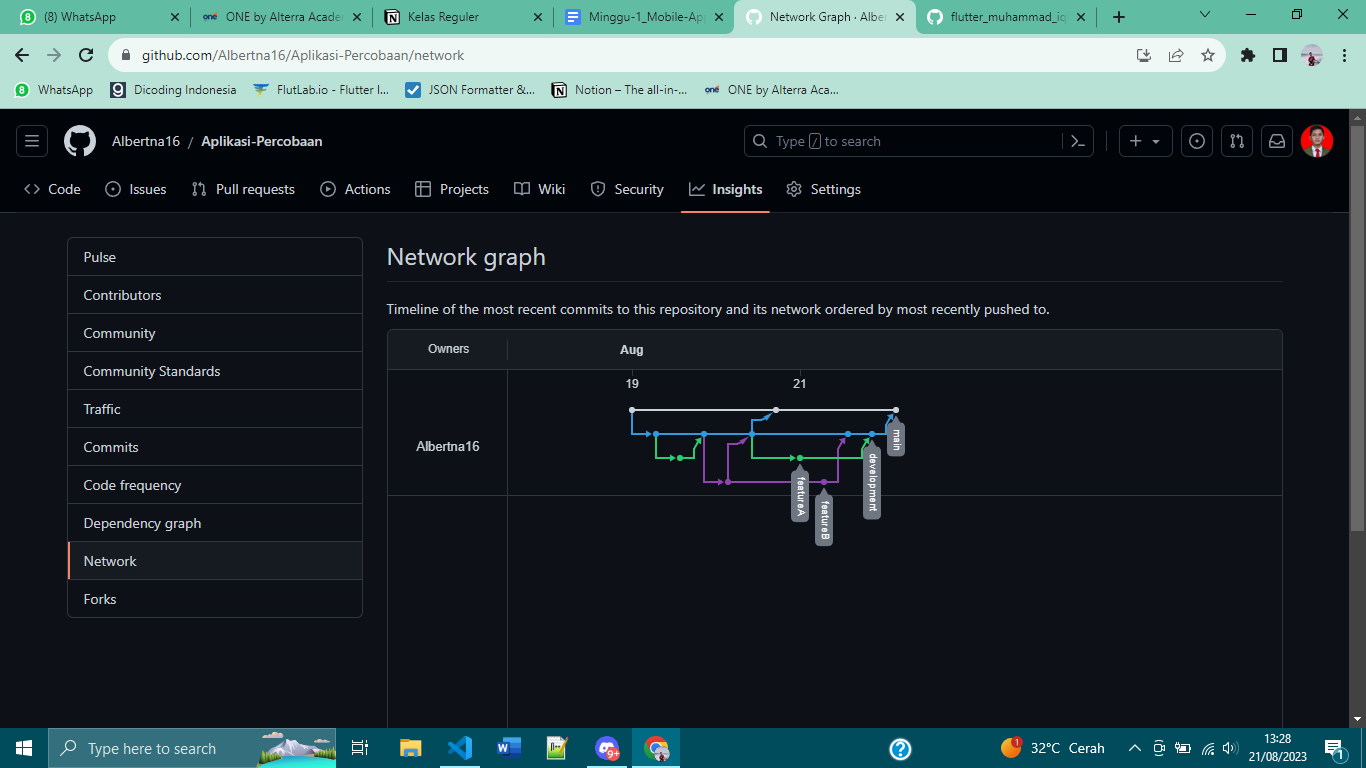 (8) WhatsApp
ONE by Alterra Acade
Kelas Reguler
Minggu-1_Mobile-Ap
Network Graph · Albe
flutter_muhammad_iq
github.com/Albertna16/Aplikasi-Percobaan/network
WhatsApp
Dicoding Indonesia
FlutLab.io - Flutter I...
JSON Formatter &...
Notion – The all-in-...
ONE by Alterra Aca...
Albertna16 / Aplikasi-Percobaan
Type / to search
Code
Issues
Pull requests
Actions
Projects
Wiki
Security
Insights
Settings
Pulse
Contributors
Community
Community Standards
Traffic
Commits
Code frequency
Dependency graph
Network
Forks
Network graph
Timeline of the most recent commits to this repository and its network ordered by most recently pushed to.
Owners
Aug
19
21
Albertna16
main
development
featureA
featureB
Type here to search
9+
1
32°C Cerah
13:28
21/08/2023
1